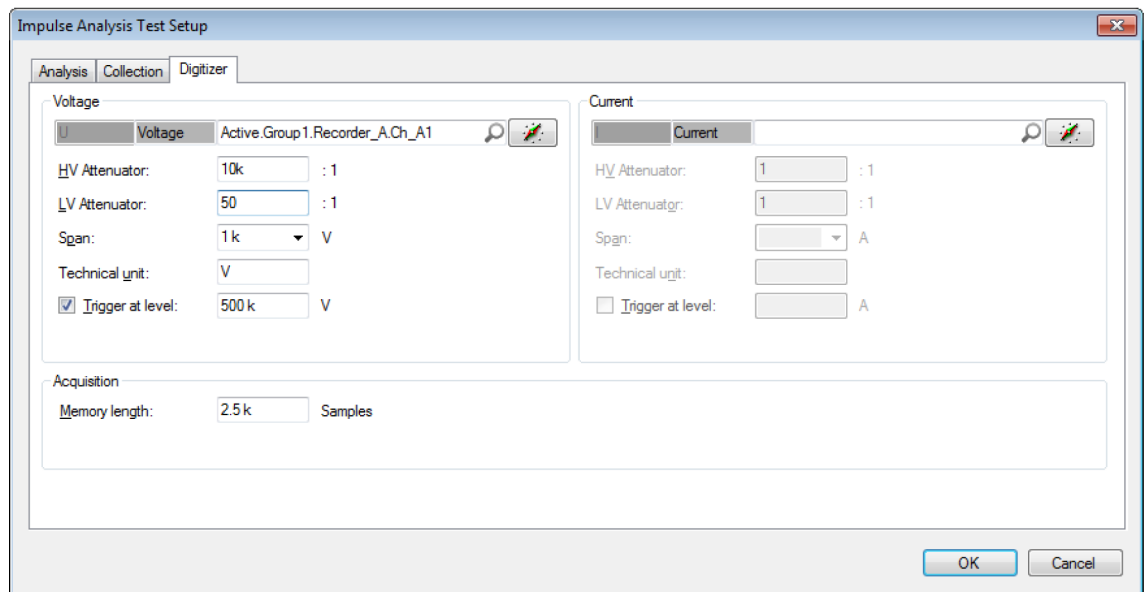 Impulse Analysis Test Setup
Analysis Collection Digitizer
Voltage
U Voltage Active.Group1.Recorder_A.Ch_A1
HV Attenuator: 10k : 1
LV Attenuator: 50 : 1
Span: 1 k V
Technical unit: V
Trigger at level: 500 k V
Current
I Current
HV Attenuator: 1 : 1
LV Attenuator: 1 : 1
Span: A
Technical unit:
Trigger at level: A
Acquisition
Memory length: 2.5 k Samples
OK Cancel